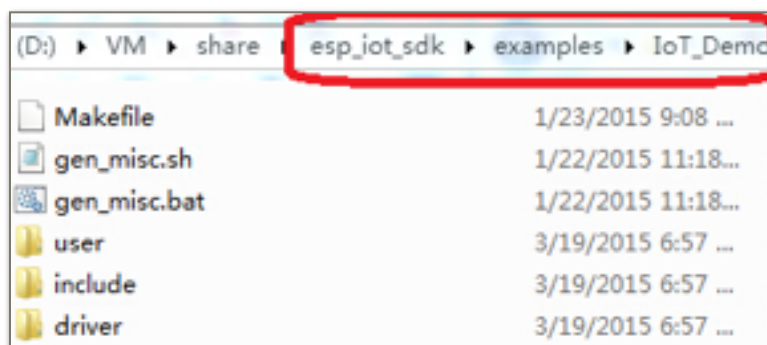 (D:) ▸ VM ▸ share ▸ esp_iot_sdk ▸ examples ▸ IoT_Demo
Makefile 1/23/2015 9:08 ...
gen_misc.sh 1/22/2015 11:18...
gen_misc.bat 1/22/2015 11:18...
user 3/19/2015 6:57 ...
include 3/19/2015 6:57 ...
driver 3/19/2015 6:57 ...